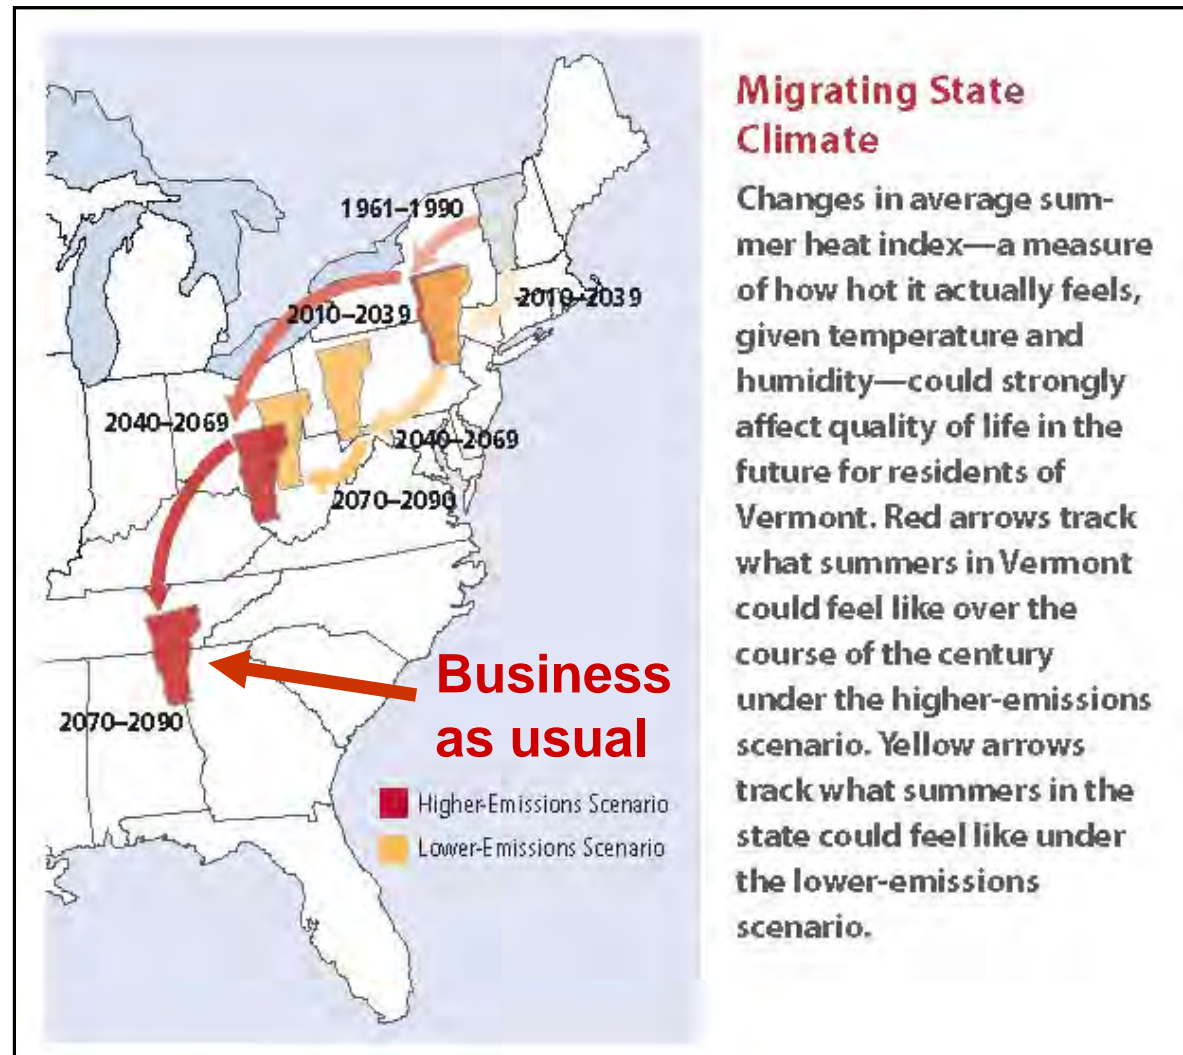 1961–1990
2010–2039
2010–2039
2040–2069
2040–2069
2070–2090
2070–2090
Business
as usual
Higher-Emissions Scenario
Lower-Emissions Scenario
Migrating State
Climate
Changes in average sum-
mer heat index—a measure
of how hot it actually feels,
given temperature and
humidity—could strongly
affect quality of life in the
future for residents of
Vermont. Red arrows track
what summers in Vermont
could feel like over the
course of the century
under the higher-emissions
scenario. Yellow arrows
track what summers in the
state could feel like under
the lower-emissions
scenario.